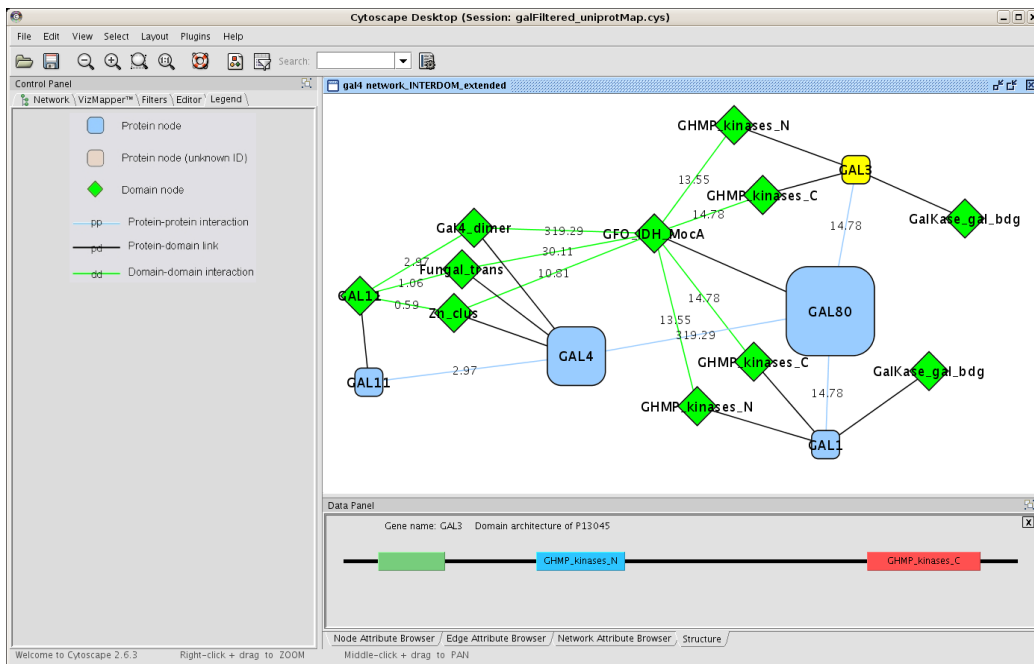 Cytoscape Desktop (Session: galFiltered_uniprotMap.cys)
File Edit View Select Layout Plugins Help
Search:
Control Panel
Network VizMapper™ Filters Editor Legend
Protein node
Protein node (unknown ID)
Domain node
pp Protein-protein interaction
pd Protein-domain link
dd Domain-domain interaction
gal4 network_INTERDOM_extended
GHMP_kinases_N
GAL3
13.55
GHMP_kinases_C
14.78
GalKase_gal_bdg
14.78
Gal4_dimer
319.29
GFO_IDH_MocA
30.11
2.97
Fungal_trans
10.81
1.06
GAL11
0.59
Zn_clus
14.78
GAL80
13.55
319.29
GAL4
GHMP_kinases_C
GalKase_gal_bdg
GAL11
2.97
14.78
GHMP_kinases_N
GAL1
Data Panel
Gene name: GAL3 Domain architecture of P13045
GHMP_kinases_N
GHMP_kinases_C
Node Attribute Browser Edge Attribute Browser Network Attribute Browser Structure
Welcome to Cytoscape 2.6.3 Right-click + drag to ZOOM Middle-click + drag to PAN